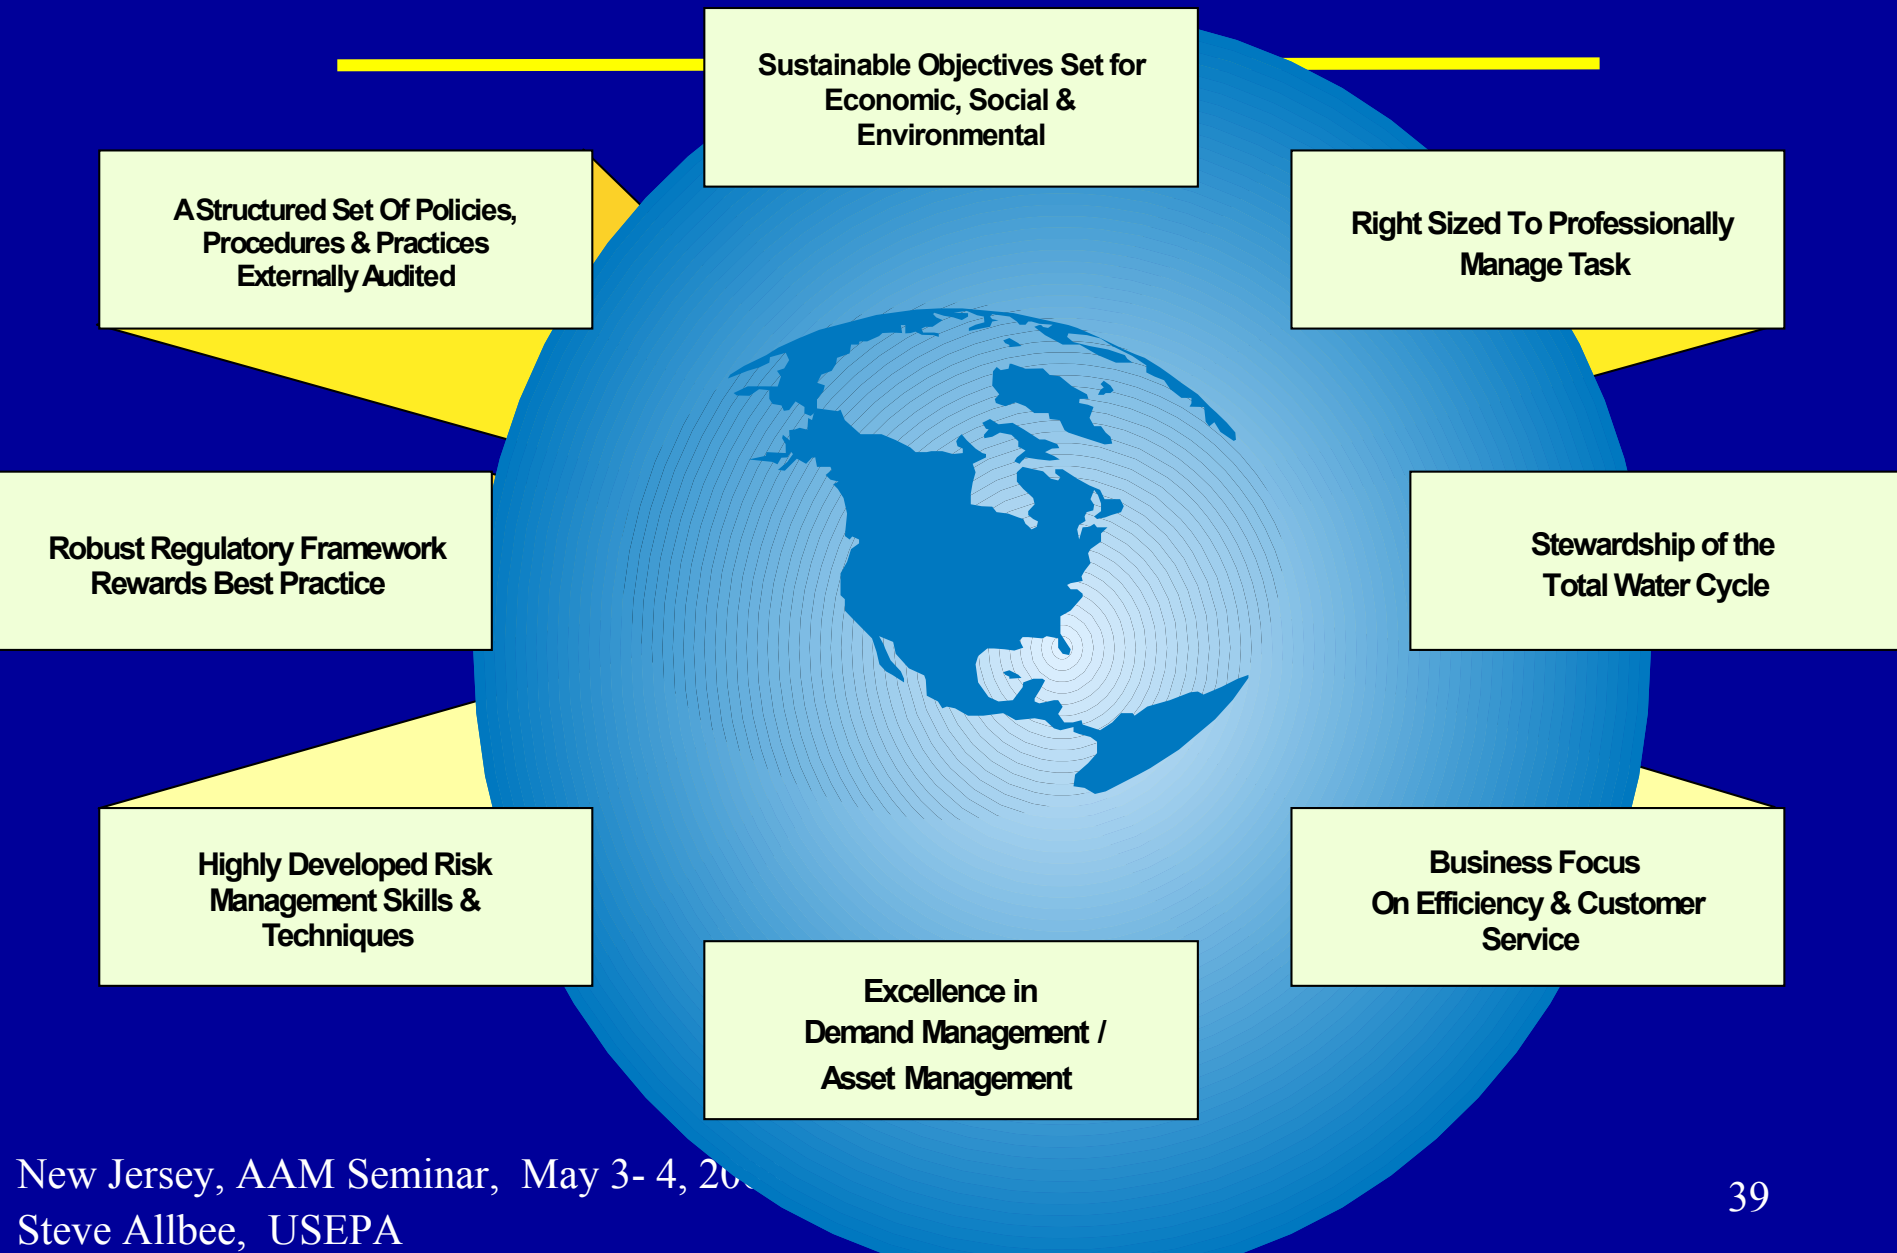 Sustainable Objectives Set for
Economic, Social &
Environmental
A Structured Set Of Policies,
Procedures & Practices
Externally Audited
Right Sized To Professionally
Manage Task
Robust Regulatory Framework
Rewards Best Practice
Stewardship of the
Total Water Cycle
Highly Developed Risk
Management Skills &
Techniques
Business Focus
On Efficiency & Customer
Service
Excellence in
Demand Management /
Asset Management
New Jersey, AAM Seminar, May 3- 4,
Steve Allbee, USEPA
39